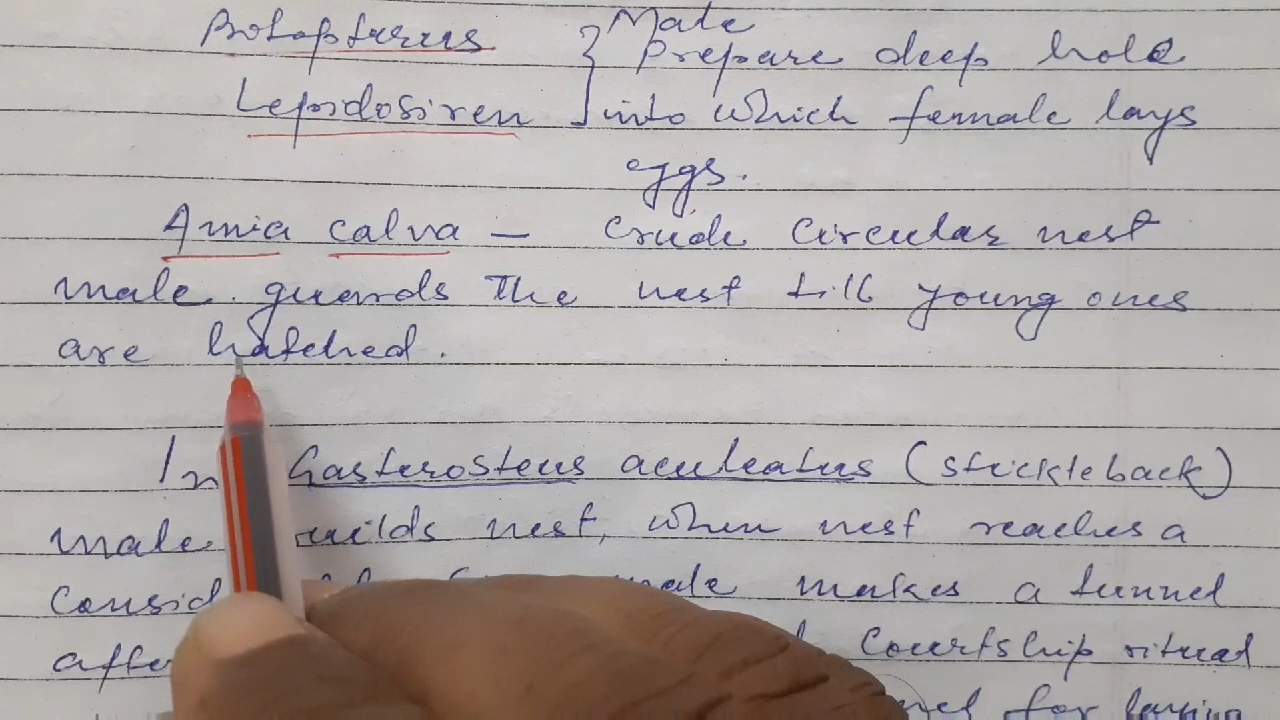 Protopterus } Male
Prepare deep hole
Lepidosiren into which female lays
eggs.
Amia calva — crude circular nest
male guards the nest till young ones
are hatched.
In Gasterosteus aculeatus (stickleback)
male builds nest, when nest reaches a
male makes a tunnel
courtship ritual
for laying